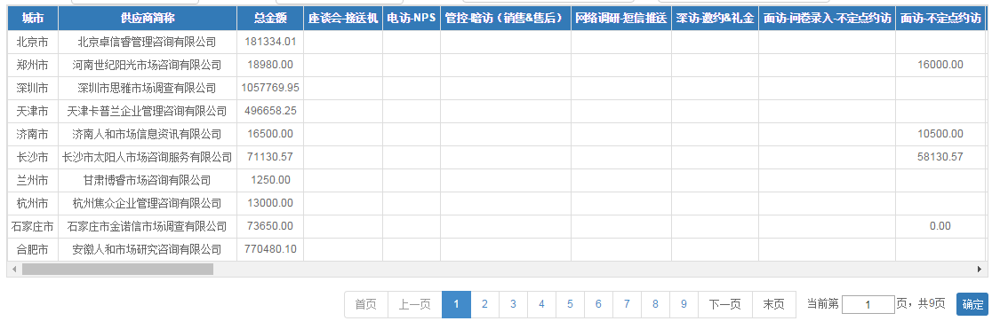 城市 供应商简称 总金额 座谈会-接送机 电访-NPS 管控-暗访（销售&售后） 网络调研-短信推送 深访-邀约&礼金 面访-问卷录入-不定点约访 面访-不定点约访
北京市 北京卓信睿管理咨询有限公司 181334.01
郑州市 河南世纪阳光市场咨询有限公司 18980.00 16000.00
深圳市 深圳市思雅市场调查有限公司 1057769.95
天津市 天津卡普兰企业管理咨询有限公司 496658.25
济南市 济南人和市场信息资讯有限公司 16500.00 10500.00
长沙市 长沙市太阳人市场咨询服务有限公司 71130.57 58130.57
兰州市 甘肃博睿市场咨询有限公司 1250.00
杭州市 杭州焦众企业管理咨询有限公司 13000.00
石家庄市 石家庄市金诺信市场调查有限公司 73650.00 0.00
合肥市 安徽人和市场研究咨询有限公司 770480.10
首页 上一页 1 2 3 4 5 6 7 8 9 下一页 末页 当前第 1 页，共9页 确定